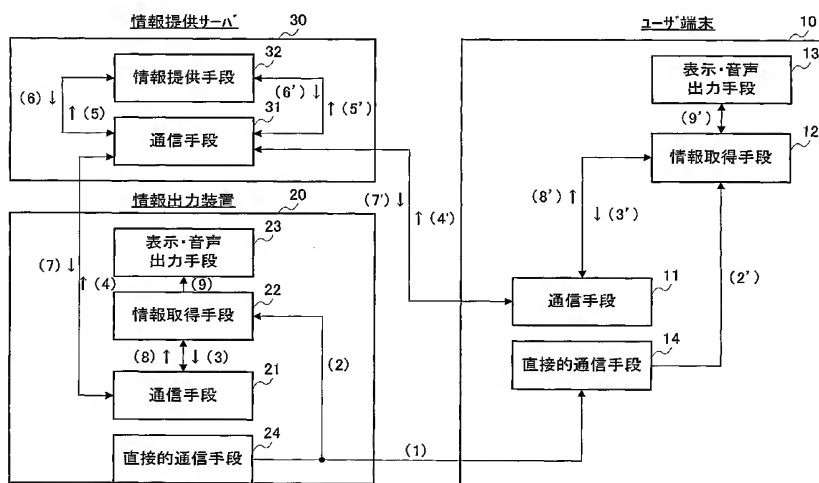 情報提供サーバ
30
32
情報提供手段
(6) ↓
↑ (5)
(6') ↓
↑ (5')
31
通信手段
情報出力装置
20
23
表示・音声
出力手段
(7) ↓
↑ (4)
(9)
22
情報取得手段
(8) ↑
↓ (3)
(2)
21
通信手段
24
直接的通信手段
(1)
(7') ↓
↑ (4')
ユーザ端末
10
13
表示・音声
出力手段
(9')
12
情報取得手段
(8') ↑
↓ (3')
(2')
11
通信手段
14
直接的通信手段